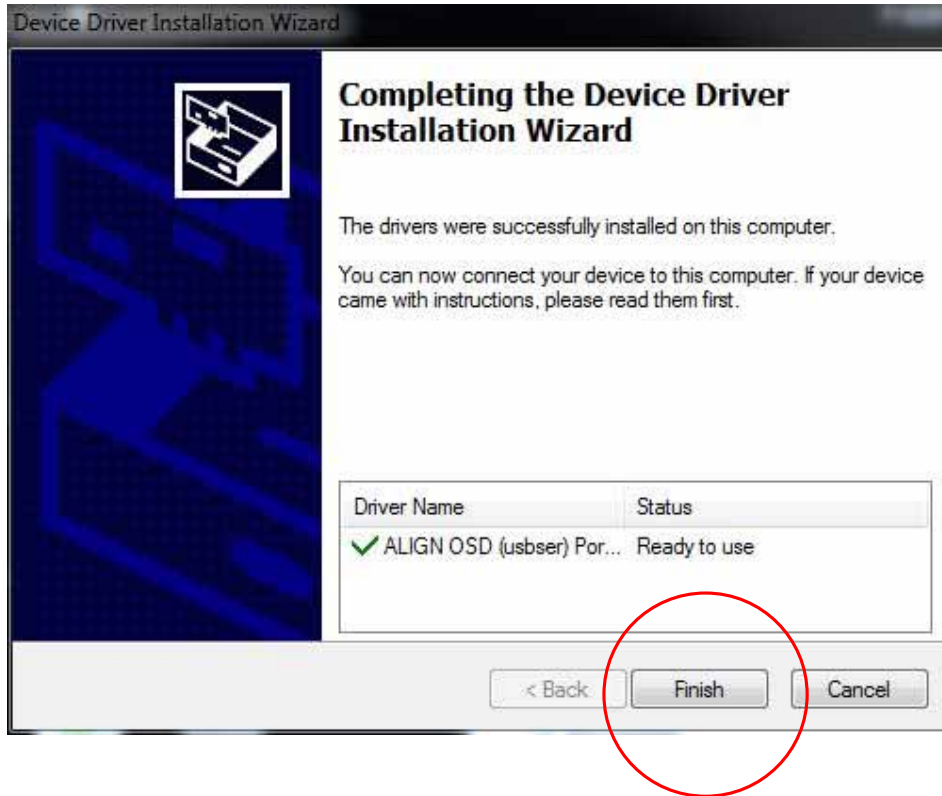 Device Driver Installation Wizard
Completing the Device Driver
Installation Wizard
The drivers were successfully installed on this computer.
You can now connect your device to this computer. If your device
came with instructions, please read them first.
Driver Name Status
ALIGN OSD (usbser) Por... Ready to use
< Back Finish Cancel